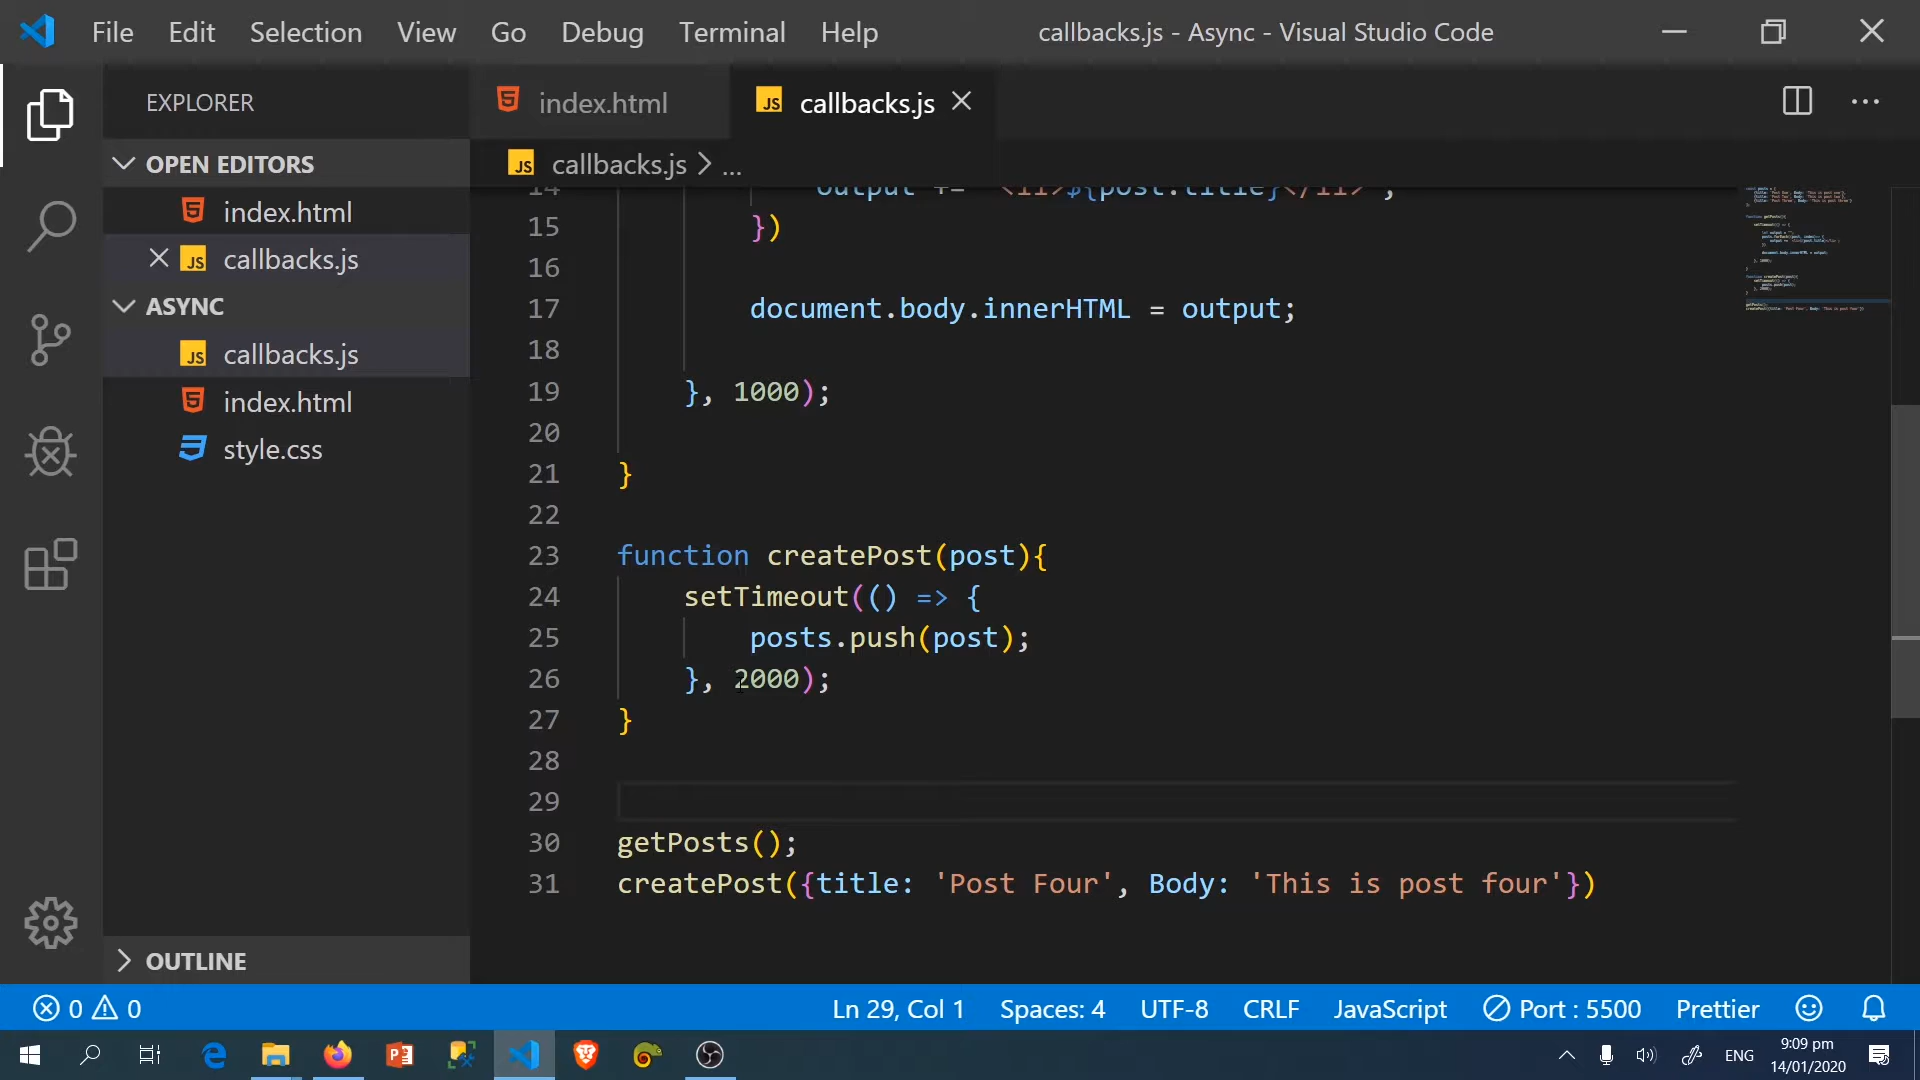 File Edit Selection View Go Debug Terminal Help callbacks.js - Async - Visual Studio Code
EXPLORER
index.html
callbacks.js
OPEN EDITORS
callbacks.js > ...
index.html
callbacks.js
ASYNC
callbacks.js
index.html
style.css
OUTLINE
14 output += `<li>${post.title}</li>`;
15 })
16
17 document.body.innerHTML = output;
18
19 }, 1000);
20
21 }
22
23 function createPost(post){
24 setTimeout(() => {
25 posts.push(post);
26 }, 2000);
27 }
28
29
30 getPosts();
31 createPost({title: 'Post Four', Body: 'This is post four'})
0 0 Ln 29, Col 1 Spaces: 4 UTF-8 CRLF JavaScript Port : 5500 Prettier
ENG 9:09 pm
14/01/2020